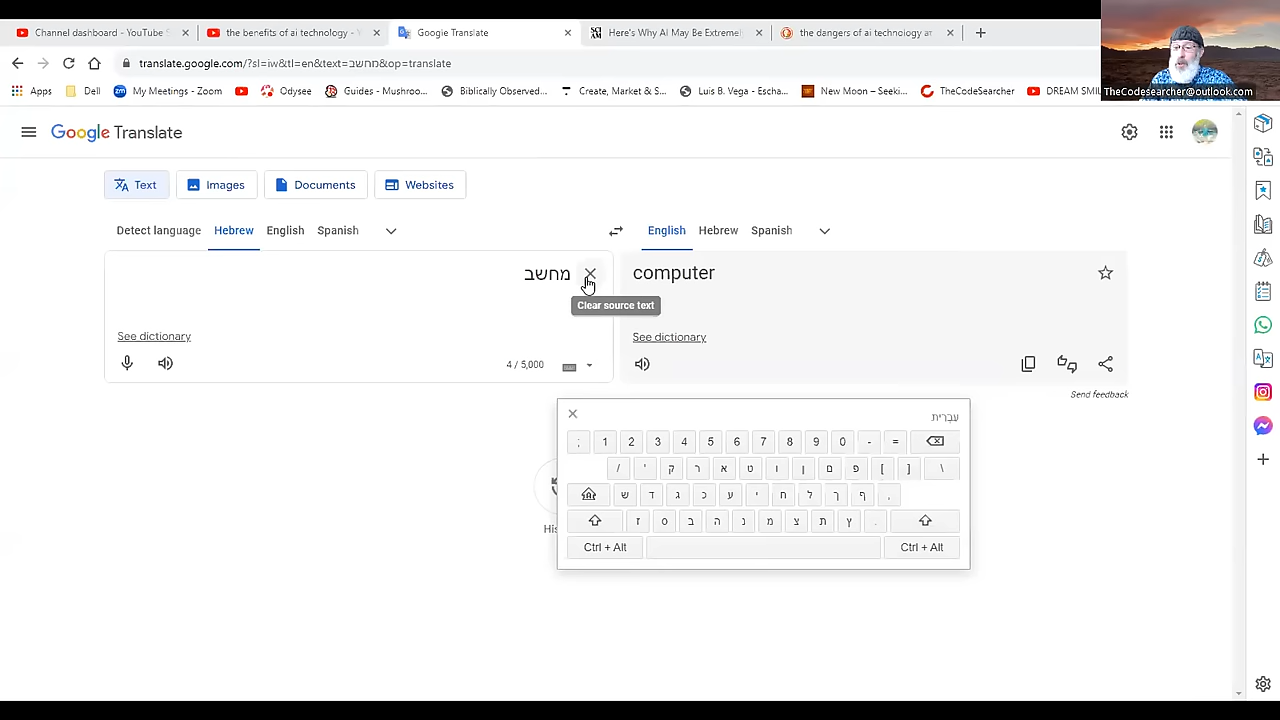 Channel dashboard - YouTube S
the benefits of ai technology - Y
Google Translate
Here's Why AI May Be Extremel
the dangers of ai technology ar
translate.google.com/?sl=iw&tl=en&text=מחשב&op=translate
Apps
Dell
My Meetings - Zoom
Odysee
Guides - Mushroo...
Biblically Observed...
Create, Market & S...
Luis B. Vega - Escha...
New Moon – Seeki...
TheCodeSearcher
DREAM SMI
TheCodesearcher@outlook.com
Google Translate
Text
Images
Documents
Websites
Detect language
Hebrew
English
Spanish
English
Hebrew
Spanish
מחשב
computer
Clear source text
See dictionary
See dictionary
4 / 5,000
Send feedback
His
עברית
; 1 2 3 4 5 6 7 8 9 0 - =
/ ' ק ר א ט ו ן ם פ [ ] \
ש ד ג כ ע י ח ל ך ף ,
ז ס ב ה נ מ צ ת ץ .
Ctrl + Alt
Ctrl + Alt